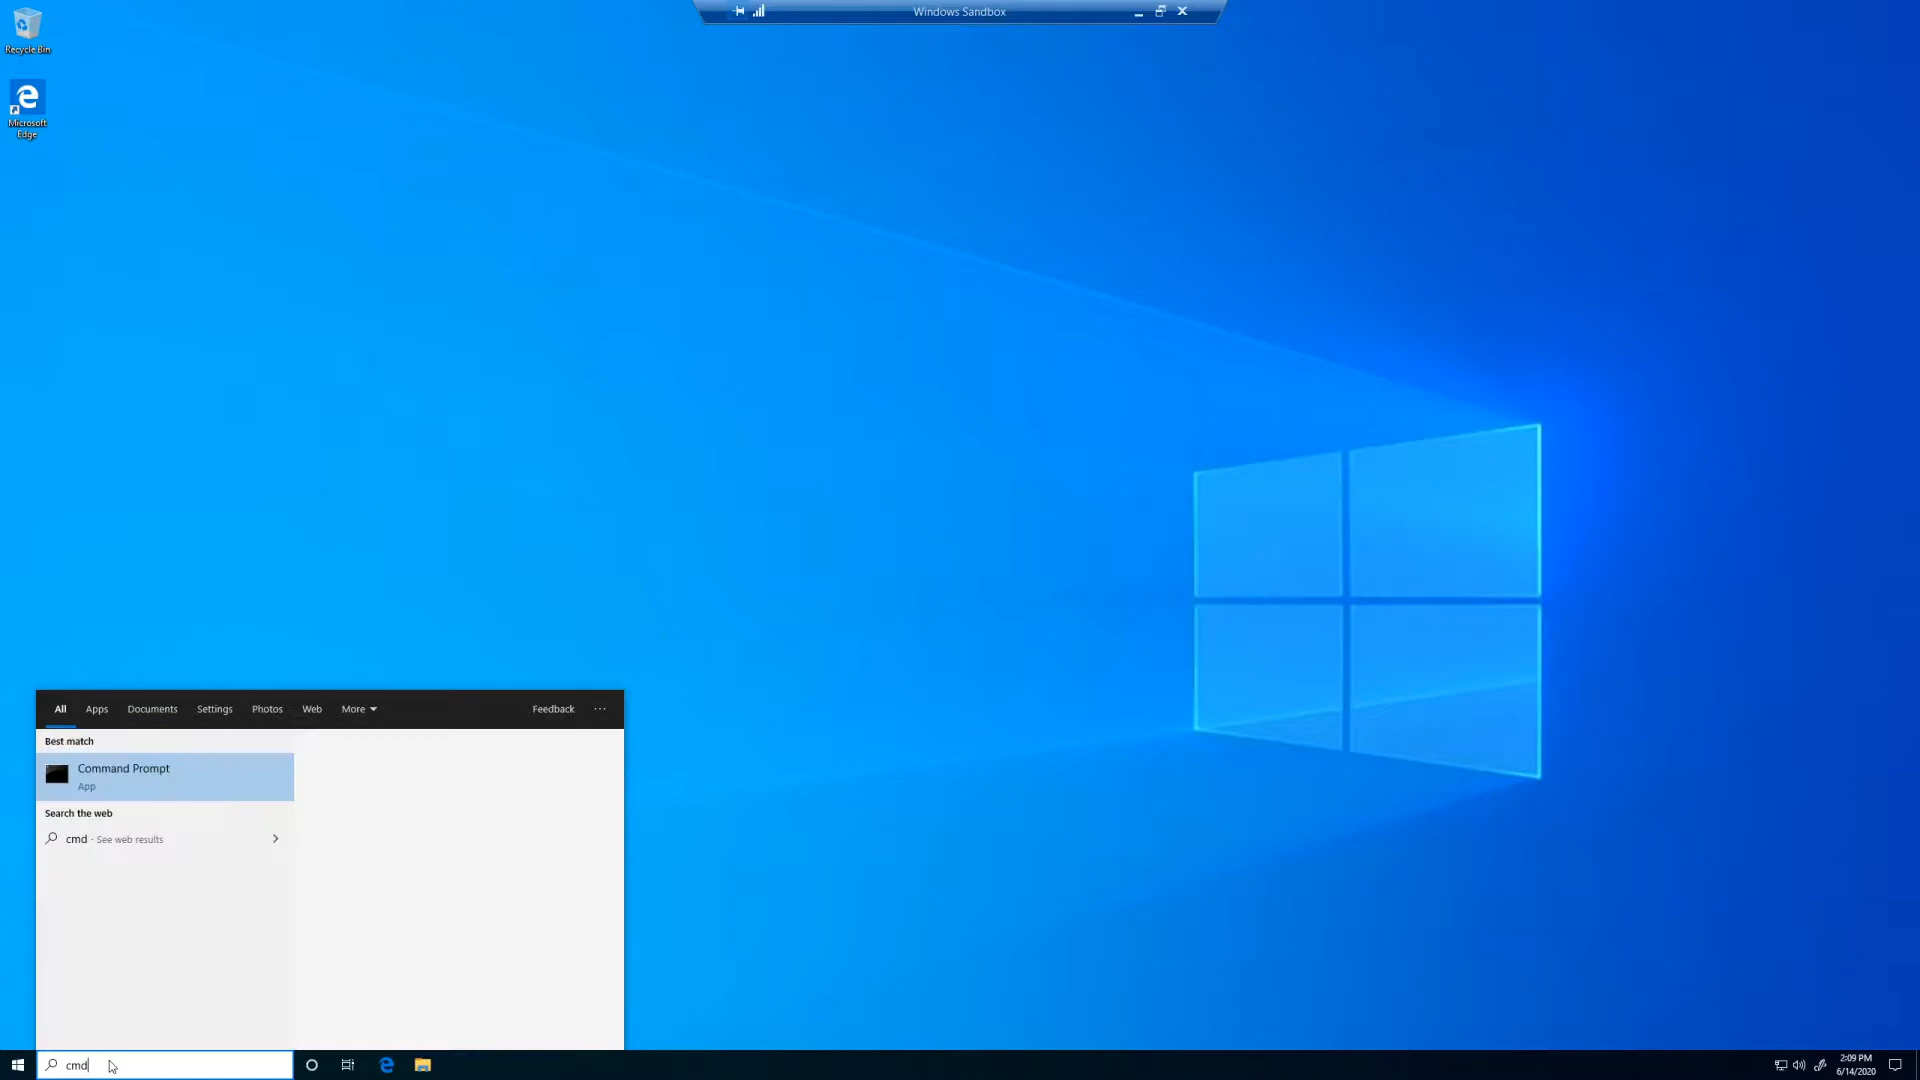 Windows Sandbox
Recycle Bin
Microsoft
Edge
All Apps Documents Settings Photos Web More Feedback ...
Best match
Command Prompt
App
Search the web
cmd - See web results
cmd
2:09 PM
6/14/2020